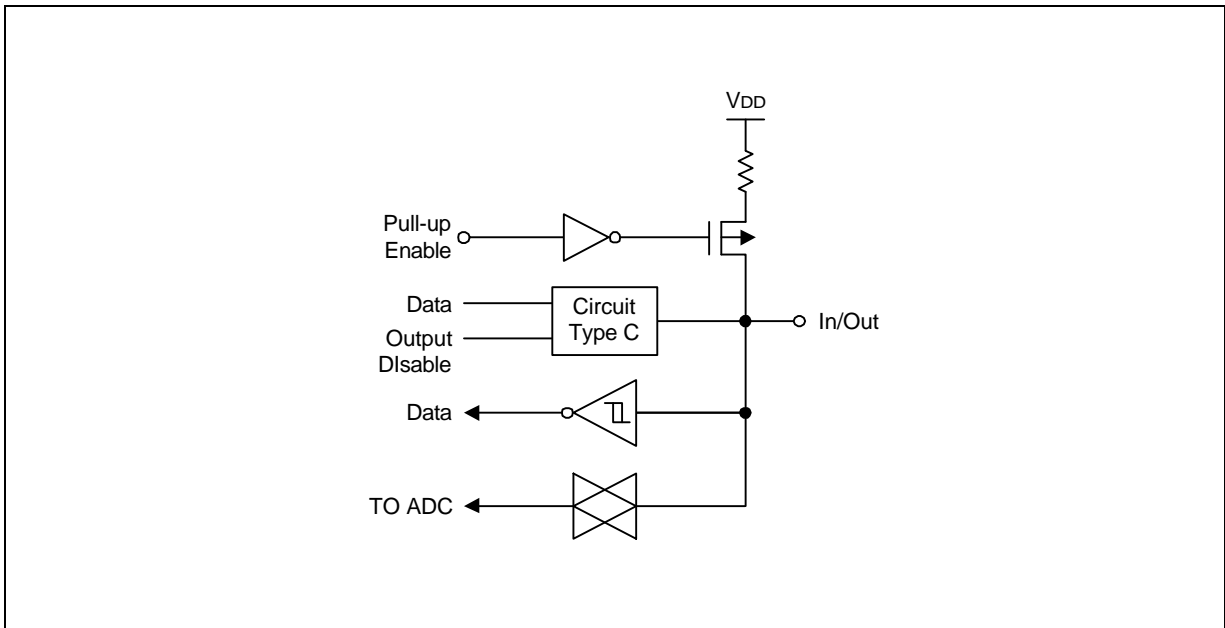 VDD
Pull-up
Enable
Data
Circuit
Type C
Output
DIsable
In/Out
Data
TO ADC